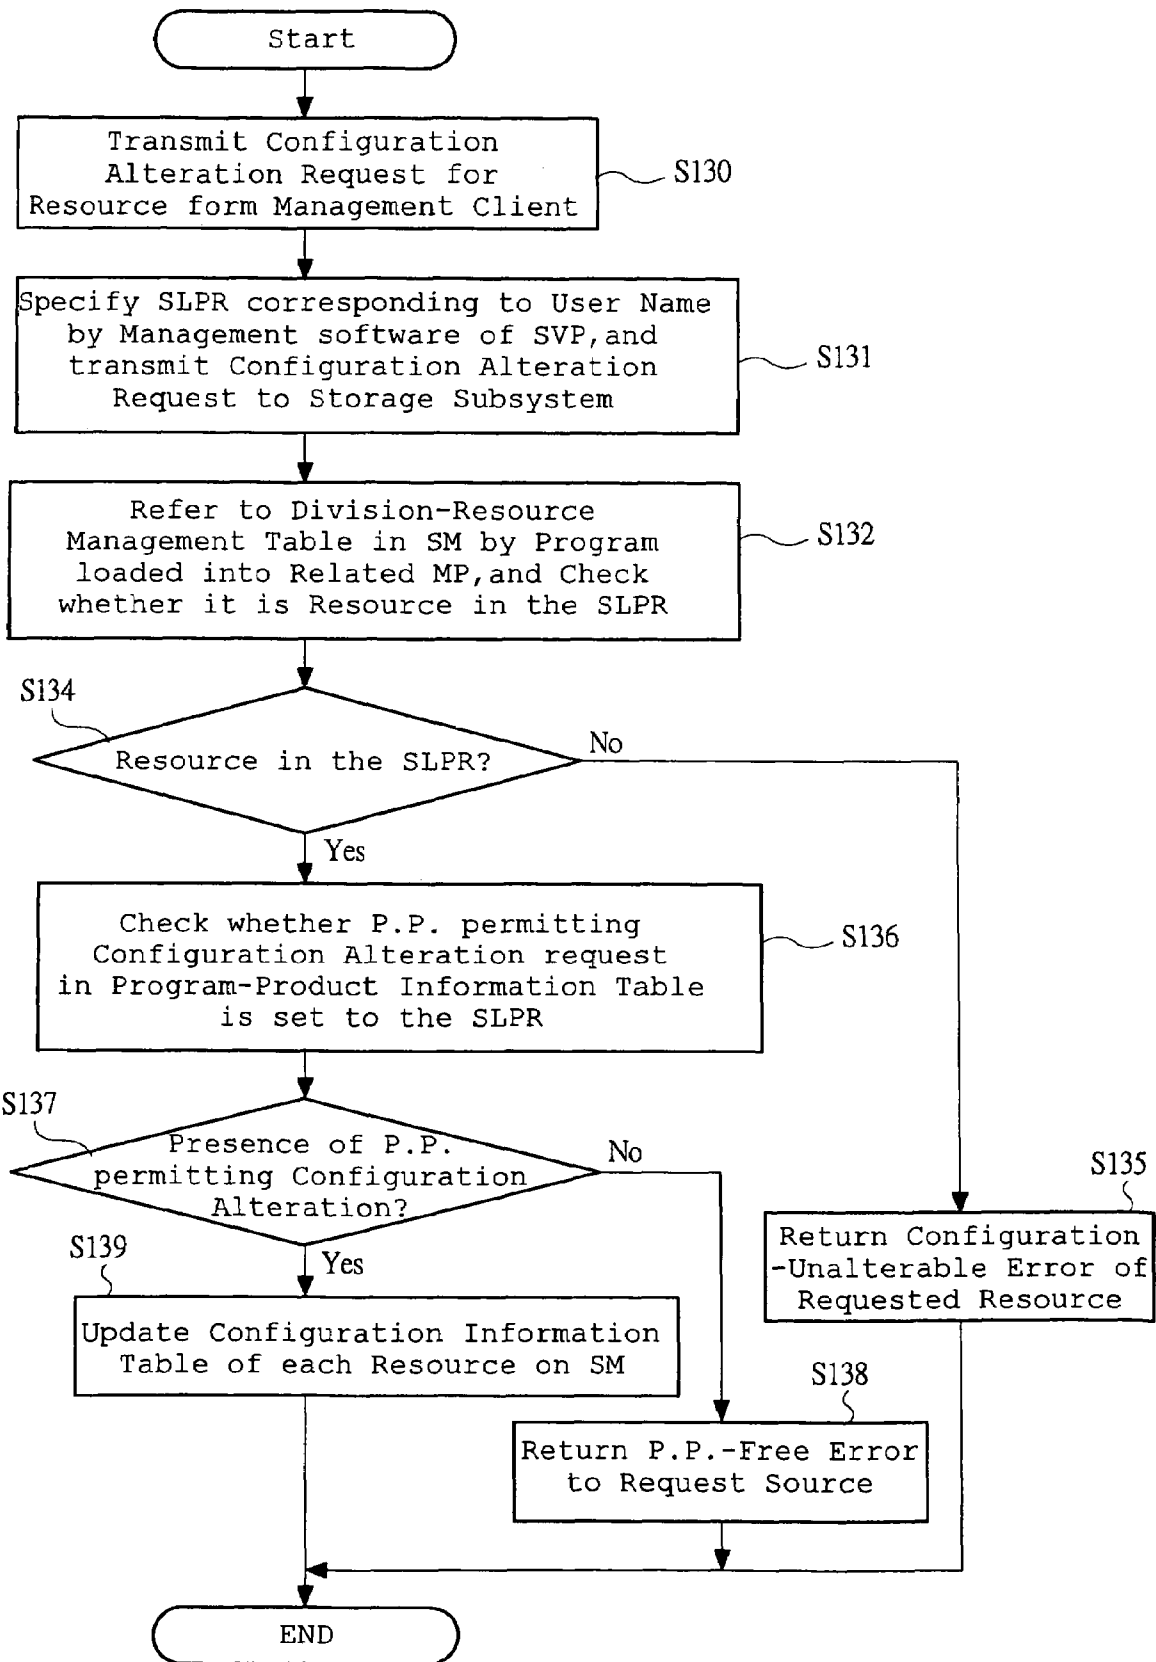 Start
Transmit Configuration
Alteration Request for
Resource form Management Client
S130
Specify SLPR corresponding to User Name
by Management software of SVP,and
transmit Configuration Alteration
Request to Storage Subsystem
S131
Refer to Division-Resource
Management Table in SM by Program
loaded into Related MP,and Check
whether it is Resource in the SLPR
S132
S134
Resource in the SLPR?
No
Yes
Check whether P.P. permitting
Configuration Alteration request
in Program-Product Information Table
is set to the SLPR
S136
S137
Presence of P.P.
permitting Configuration
Alteration?
No
Yes
S135
Return Configuration
-Unalterable Error of
Requested Resource
S139
Update Configuration Information
Table of each Resource on SM
S138
Return P.P.-Free Error
to Request Source
END